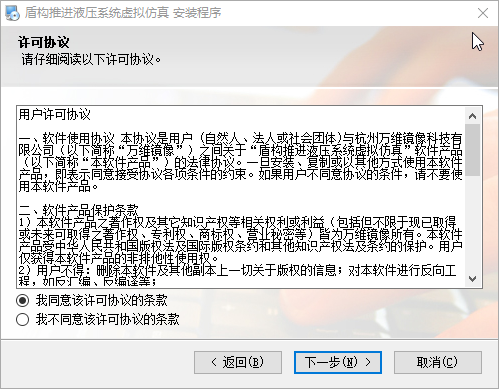 盾构推进液压系统虚拟仿真 安装程序
许可协议
请仔细阅读以下许可协议。
用户许可协议
一、软件使用协议 本协议是用户（自然人、法人或社会团体)与杭州万维镜像科技有
限公司（以下简称“万维镜像”）之间关于“盾构推进液压系统虚拟仿真”软件产品
（以下简称“本软件产品”）的法律协议。一旦安装、复制或以其他方式使用本软件
产品，即表示同意接受协议各项条件的约束。如果用户不同意协议的条件，请不要使
用本软件产品。
二、软件产品保护条款
1）本软件产品之著作权及其它知识产权等相关权利或利益（包括但不限于现已取得
或未来可取得之著作权、专利权、商标权、营业秘密等）皆为万维镜像所有。本软件
产品受中华人民共和国版权法及国际版权条约和其他知识产权法及条约的保护。用户
仅获得本软件产品的非排他性使用权。
2）用户不得：删除本软件及其他副本上一切关于版权的信息；对本软件进行反向工
程，如反汇编、反编译等；
我同意该许可协议的条款
我不同意该许可协议的条款
< 返回(B)
下一步(N) >
取消(C)